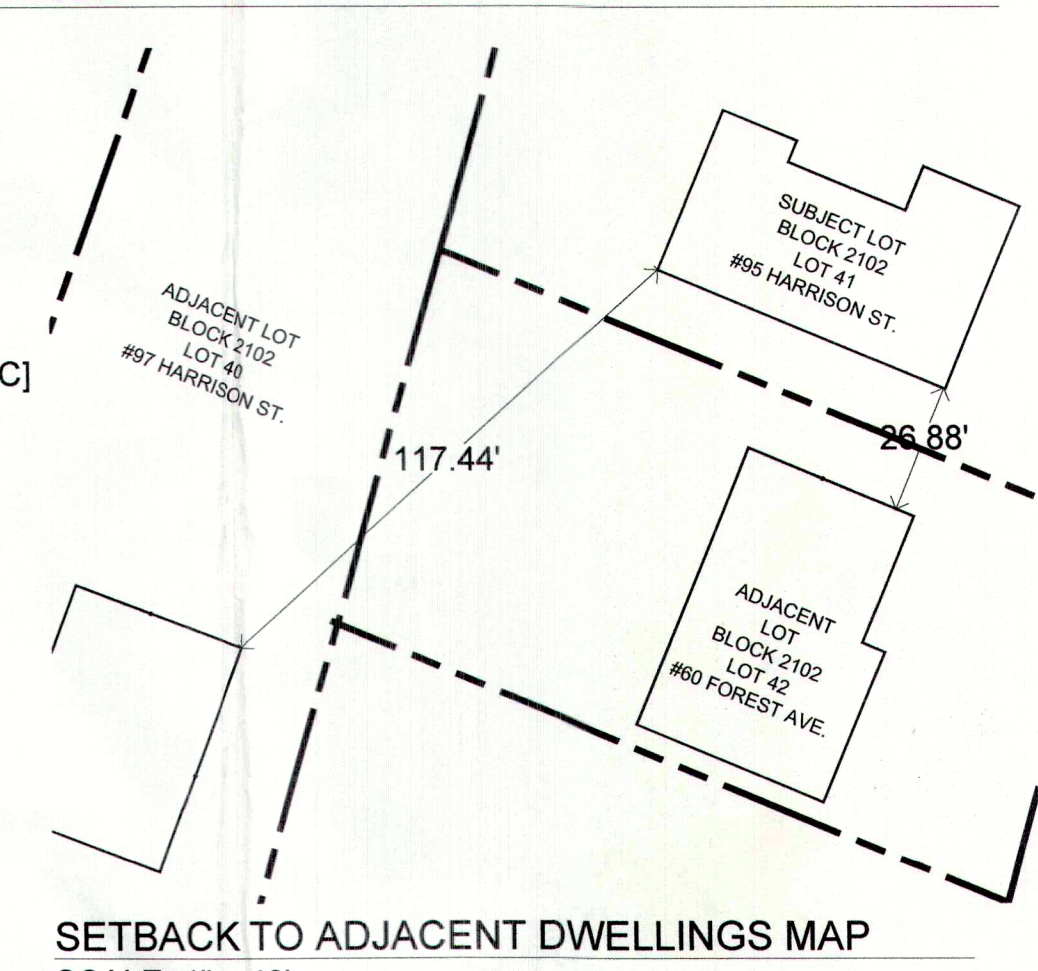 SUBJECT LOT
BLOCK 2102
LOT 41
#95 HARRISON ST.
ADJACENT LOT
BLOCK 2102
LOT 40
#97 HARRISON ST.
C]
26.88'
117.44'
ADJACENT
LOT
BLOCK 2102
LOT 42
#60 FOREST AVE.
SETBACK TO ADJACENT DWELLINGS MAP